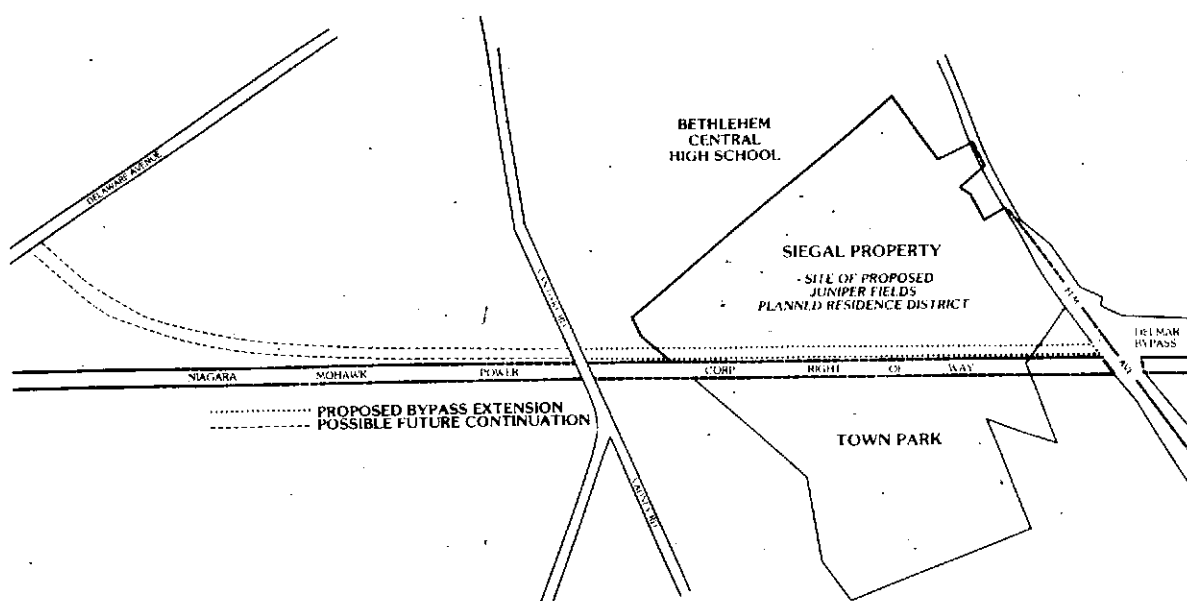 DELAWARE AVENUE
BETHLEHEM
CENTRAL
HIGH SCHOOL
SIEGAL PROPERTY
- SITE OF PROPOSED
JUNIPER FIELDS
PLANNED RESIDENCE DISTRICT
ELM AVE
DELMAR
BYPASS
NIAGARA MOHAWK POWER CORP RIGHT OF WAY
PROPOSED BYPASS EXTENSION
POSSIBLE FUTURE CONTINUATION
TOWN PARK